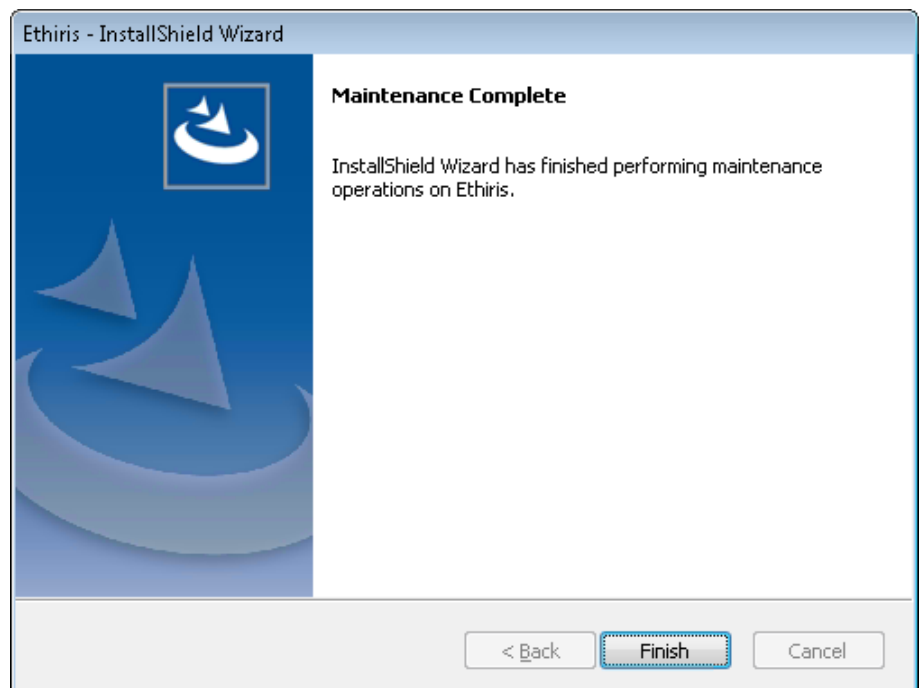 Ethiris - InstallShield Wizard
Maintenance Complete
InstallShield Wizard has finished performing maintenance
operations on Ethiris.
< Back
Finish
Cancel